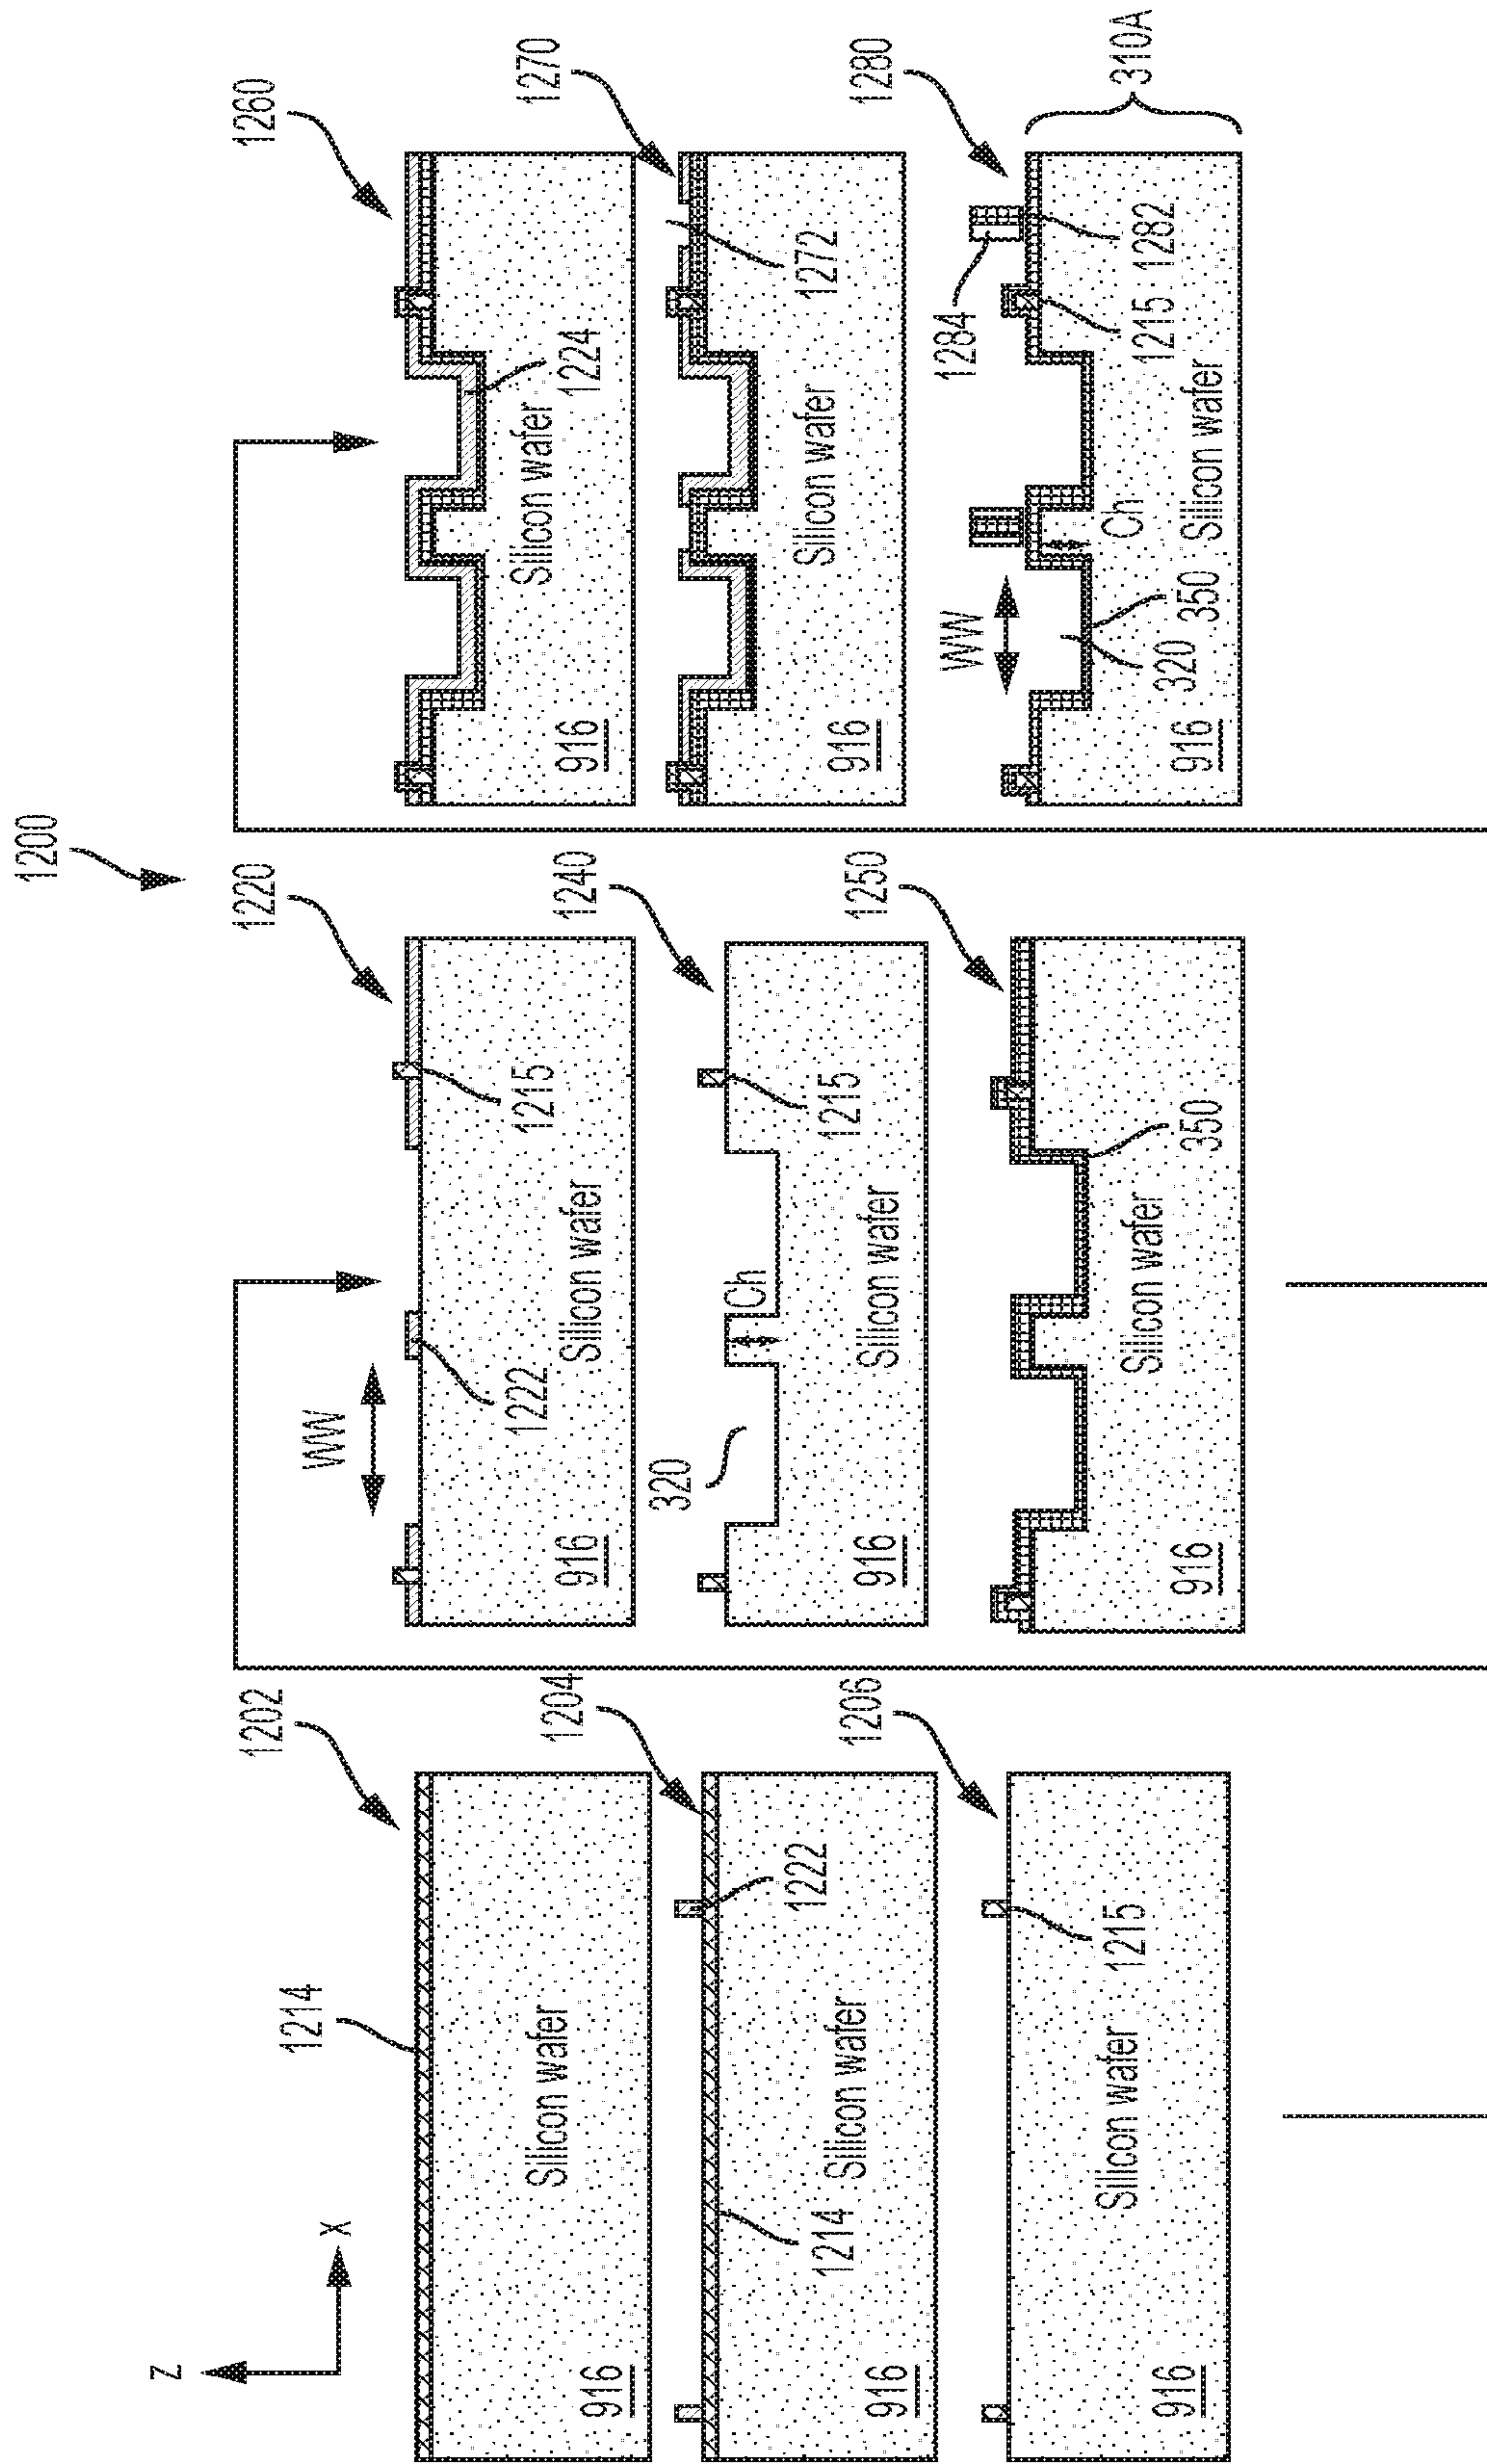 1200
Z
X
1214
1202
Silicon wafer
916
1204
1222
1214
Silicon wafer
916
1206
1215
Silicon wafer
916
WW
1220
1215
1222
Silicon wafer
916
1240
320
Ch
1215
Silicon wafer
916
1250
350
Silicon wafer
916
1260
1224
Silicon wafer
916
1270
1272
Silicon wafer
916
1280
1284
WW
310A
1215
1282
Ch
320
350
Silicon wafer
916